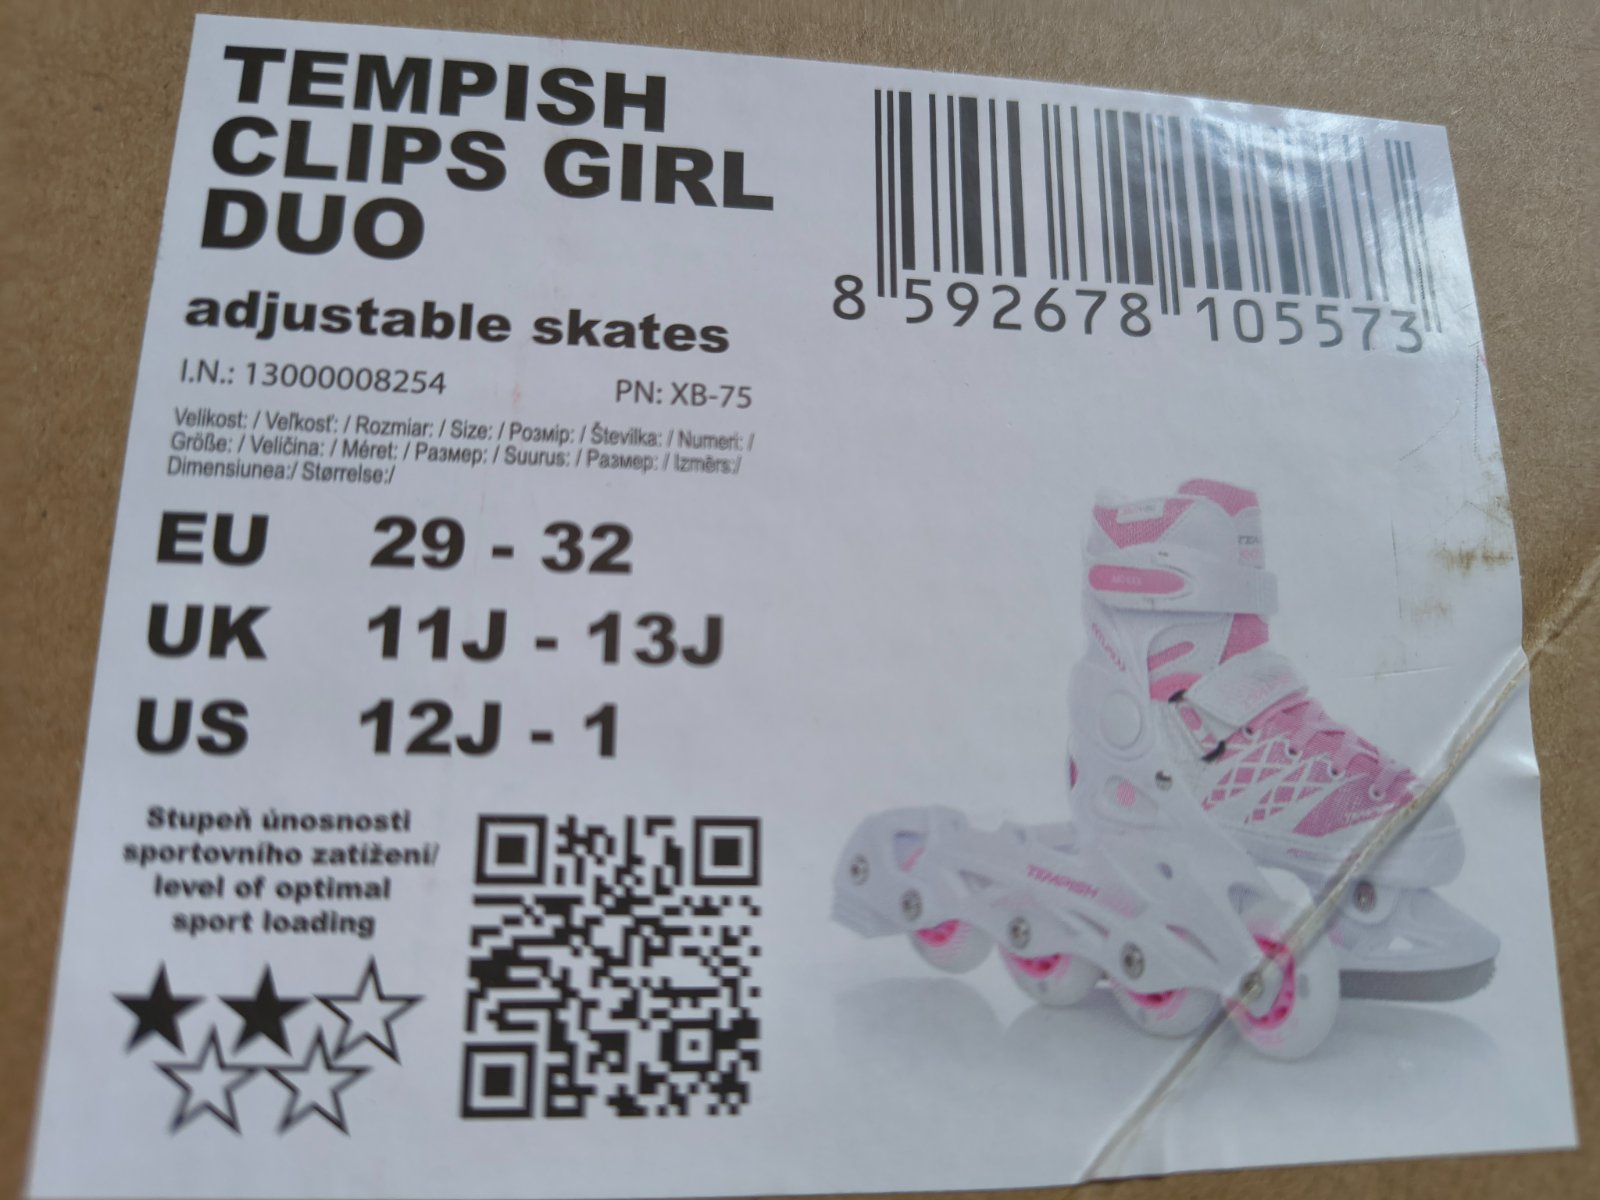 TEMPISH
CLIPS GIRL
DUO
adjustable skates
I.N.: 13000008254
PN: XB-75
Velikost: / Veľkosť: / Rozmiar: / Size: / Розмір: / Številka: / Numeri: /
Größe: / Veličina: / Méret: / Размер: / Suurus: / Размер: / Izmērs:/
Dimensiunea:/ Størrelse:/
EU 29 - 32
UK 11J - 13J
US 12J - 1
Stupeň únosnosti
sportovního zatížení/
level of optimal
sport loading
8 592678 105573
TEMPISH